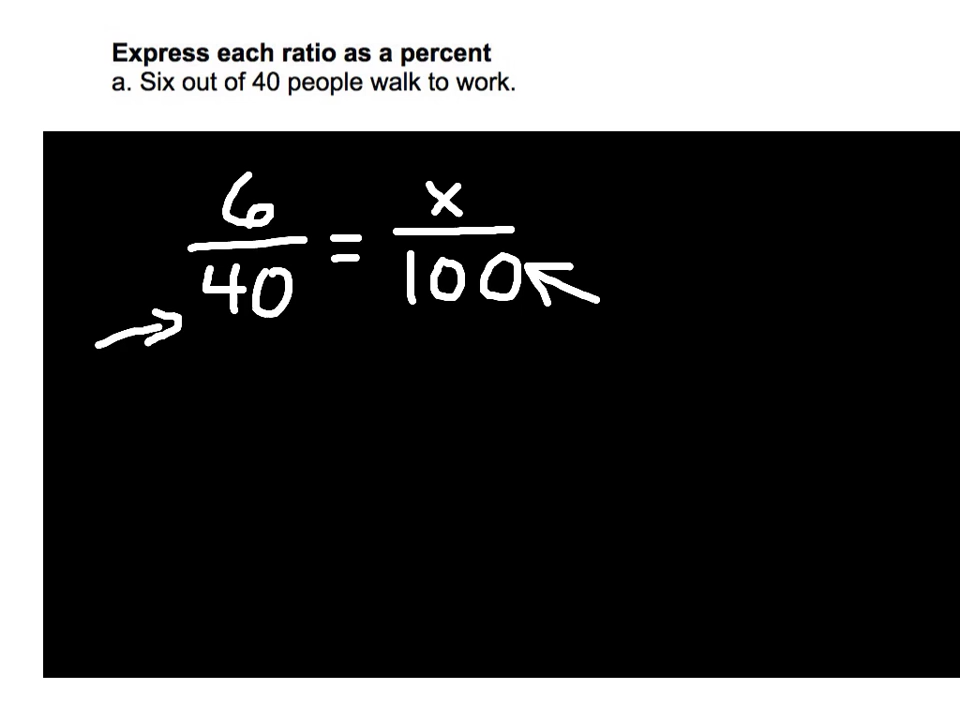 Express each ratio as a percent
a. Six out of 40 people walk to work.
6/40 = x/100